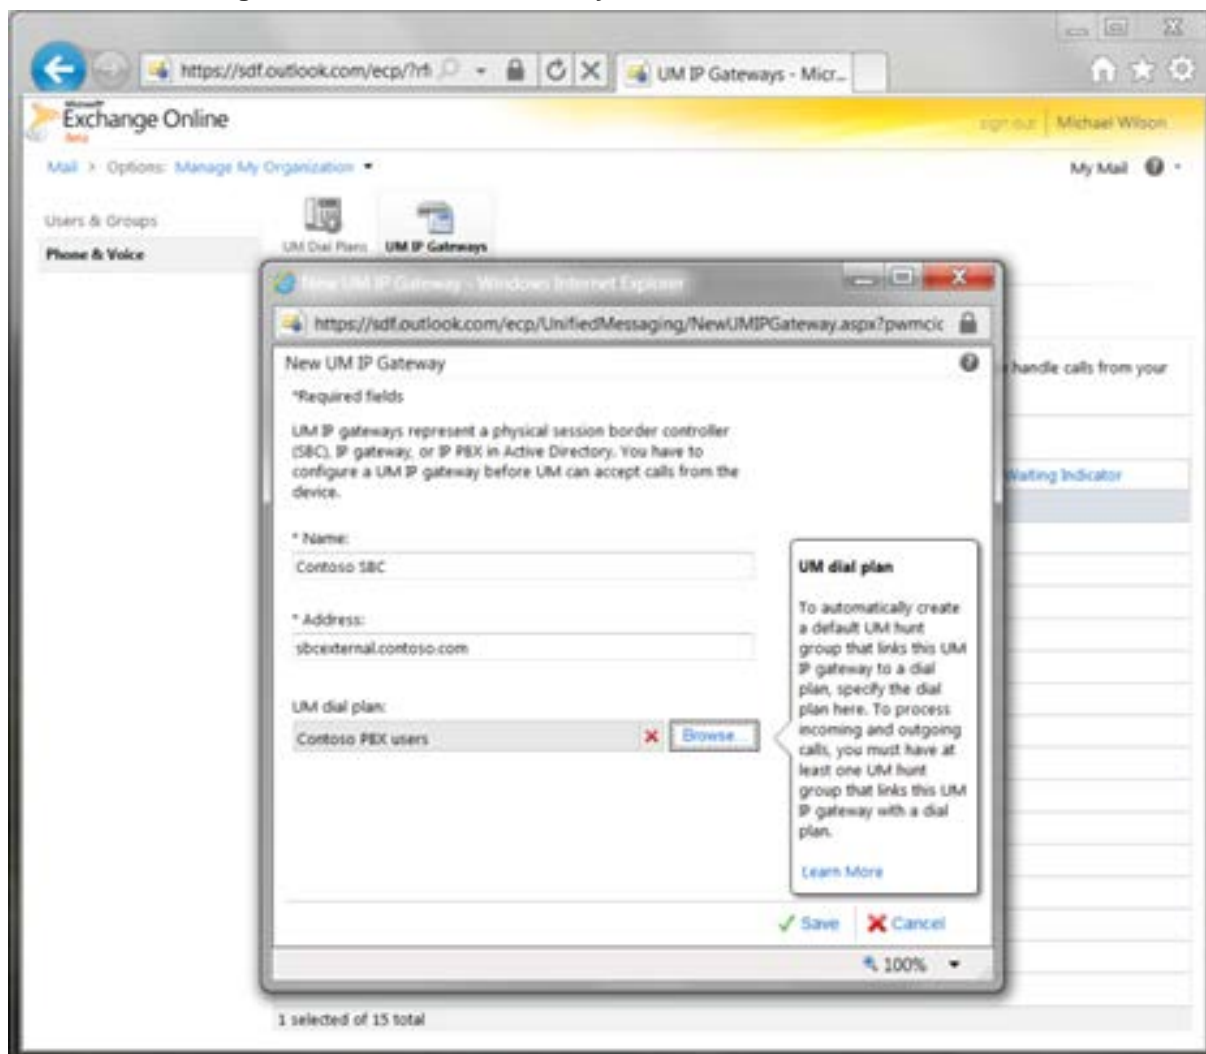 https://sdf.outlook.com/ecp/?rfi
UM IP Gateways - Micr...
Microsoft
Exchange Online
Beta
sign out | Michael Wilson
Mail > Options: Manage My Organization
My Mail
Users & Groups
Phone & Voice
UM Dial Plans
UM IP Gateways
New UM IP Gateway - Windows Internet Explorer
https://sdf.outlook.com/ecp/UnifiedMessaging/NewUMIPGateway.aspx?pwmcic
New UM IP Gateway
handle calls from your
*Required fields
UM IP gateways represent a physical session border controller
(SBC), IP gateway, or IP PBX in Active Directory. You have to
configure a UM IP gateway before UM can accept calls from the
device.
Waiting Indicator
* Name:
Contoso SBC
* Address:
sbcexternal.contoso.com
UM dial plan:
Contoso PBX users
Browse...
UM dial plan
To automatically create
a default UM hunt
group that links this UM
IP gateway to a dial
plan, specify the dial
plan here. To process
incoming and outgoing
calls, you must have at
least one UM hunt
group that links this UM
IP gateway with a dial
plan.
Learn More
Save
Cancel
100%
1 selected of 15 total